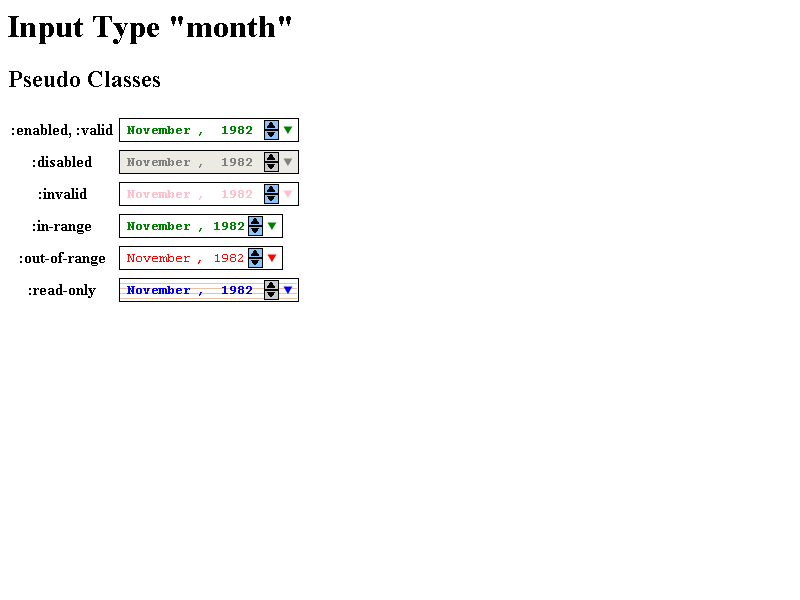 Input Type "month"
Pseudo Classes
:enabled, :valid November , 1982
:disabled November , 1982
:invalid November , 1982
:in-range November , 1982
:out-of-range November , 1982
:read-only November , 1982